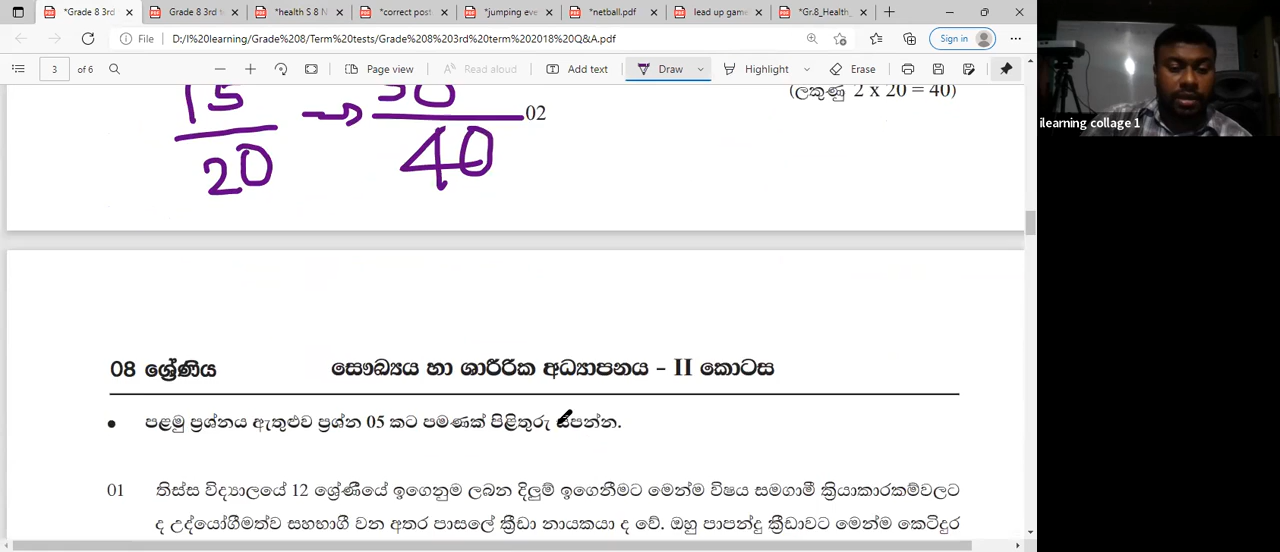 *Grade 8 3rd
Grade 8 3rd t
*health S 8 N
*correct post
*jumping eve
*netball.pdf
lead up game
*Gr.8_Health_
File D:/I%20learning/Grade%208/Term%20tests/Grade%208%203rd%20term%202018%20Q&A.pdf
Sign in
3 of 6
Page view
Read aloud
Add text
Draw
Highlight
Erase
ilearning collage 1
15 30
20 40
02
(ලකුණු 2 x 20 = 40)
08 ශ්‍රේණිය සෞඛ්‍යය හා ශාරීරික අධ්‍යාපනය - II කොටස
• පළමු ප්‍රශ්නය ඇතුළුව ප්‍රශ්න 05 කට පමණක් පිළිතුරු සපන්න.
01 තිස්ස විද්‍යාලයේ 12 ශ්‍රේණියේ ඉගෙනුම ලබන දිලුම් ඉගෙනීමට මෙන්ම විෂය සමගාමී ක්‍රියාකාරකම්වලට
ද උද්යෝගීමත්ව සහභාගී වන අතර පාසලේ ක්‍රීඩා නායකයා ද වේ. ඔහු පාපන්දු ක්‍රීඩාවට මෙන්ම කෙටිදුර